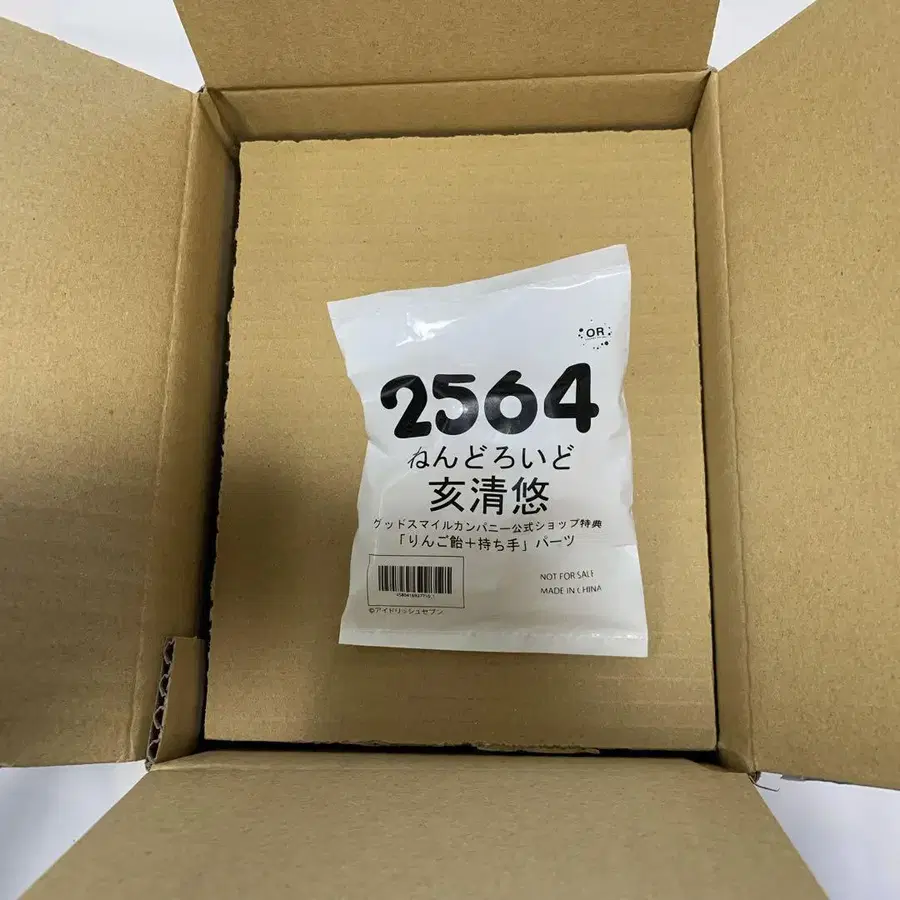 OR
2564
ねんどろいど
亥清悠
グッドスマイルカンパニー公式ショップ特典
「りんご飴＋持ち手」パーツ
NOT FOR SALE
MADE IN CHINA
©アイドリッシュセブン